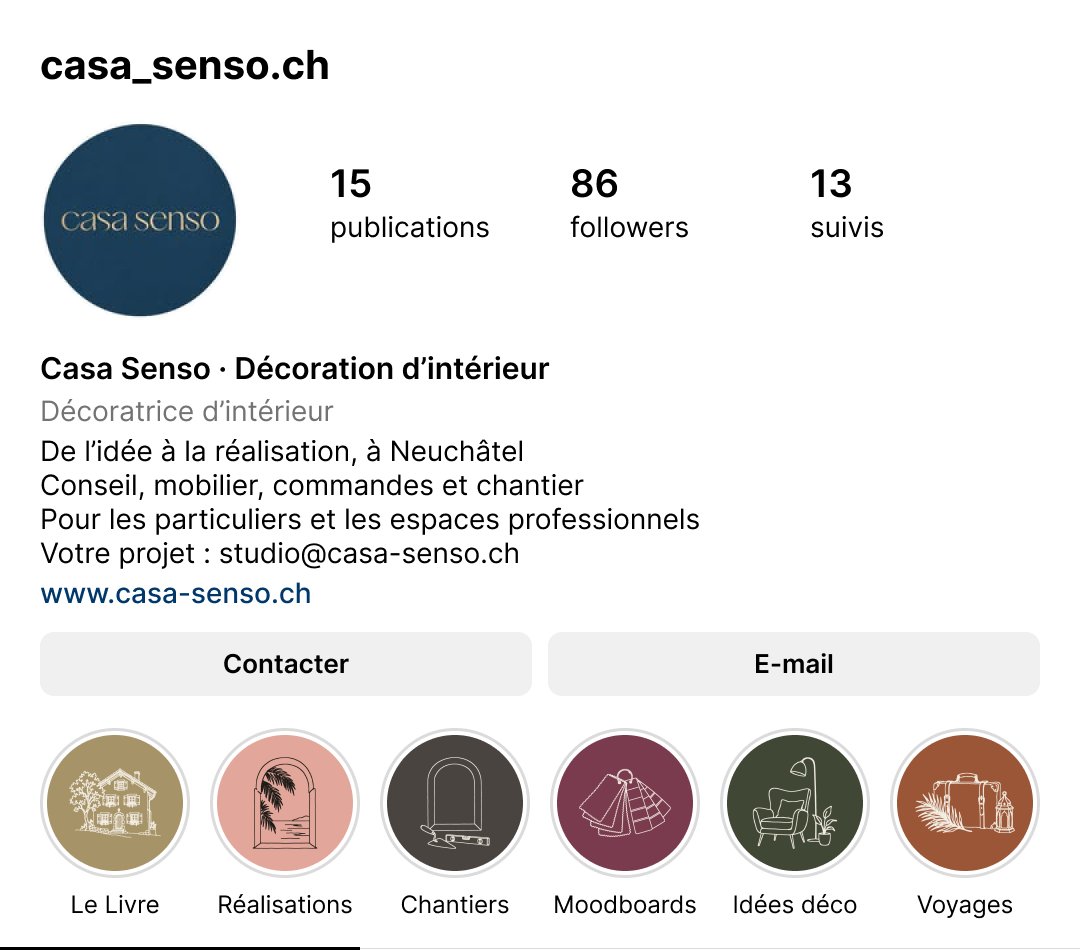 casa_senso.ch
casa senso
15
publications
86
followers
13
suivis
Casa Senso · Décoration d’intérieur
Décoratrice d’intérieur
De l’idée à la réalisation, à Neuchâtel
Conseil, mobilier, commandes et chantier
Pour les particuliers et les espaces professionnels
Votre projet : studio@casa-senso.ch
www.casa-senso.ch
Contacter
E-mail
Le Livre
Réalisations
Chantiers
Moodboards
Idées déco
Voyages